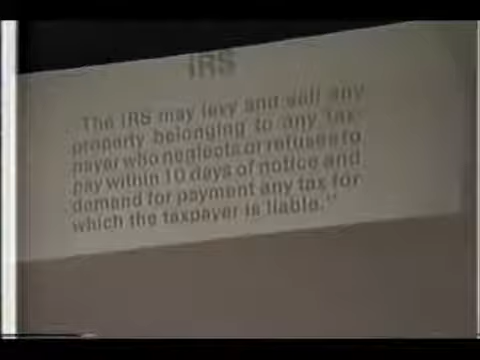 IRS
"The IRS may levy and sell any
property belonging to any tax-
payer who neglects or refuses to
pay within 10 days of notice and
demand for payment any tax for
which the taxpayer is liable."